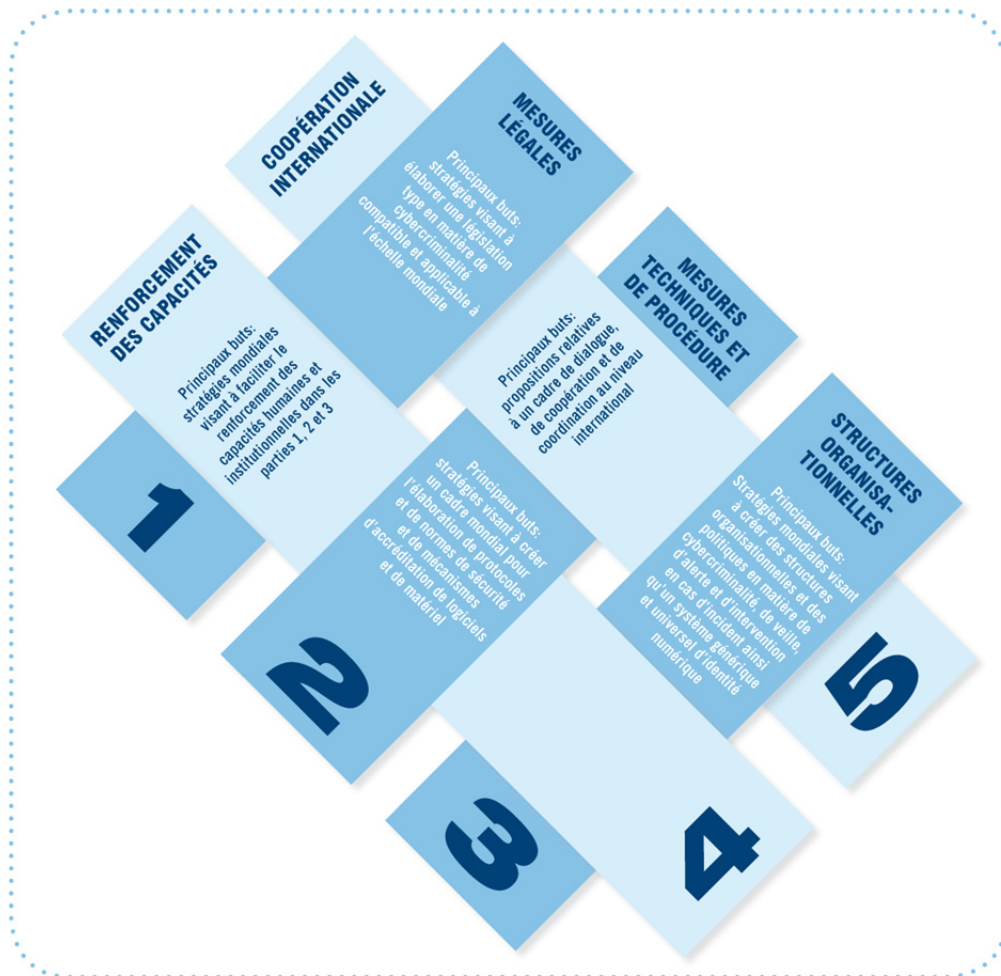 COOPÉRATION
INTERNATIONALE
MESURES
LÉGALES
Principaux buts:
stratégies visant à
élaborer une législation
type en matière de
cybercriminalité
compatible et applicable à
l'échelle mondiale
RENFORCEMENT
DES CAPACITÉS
Principaux buts:
stratégies mondiales
visant à faciliter le
renforcement des
capacités humaines et
institutionnelles dans les
parties 1, 2 et 3
MESURES
TECHNIQUES ET
DE PROCÉDURE
Principaux buts:
propositions relatives
à un cadre de dialogue,
de coopération et de
coordination au niveau
international
STRUCTURES
ORGANISA-
TIONNELLES
Principaux buts:
Stratégies mondiales visant
à créer des structures
organisationnelles et des
politiques en matière de
cybercriminalité, de veille,
d'alerte et d'intervention
en cas d'incident ainsi
qu'un système générique
et universel d'identité
numérique
1
Principaux buts:
stratégies visant à créer
un cadre mondial pour
l'élaboration de protocoles
et de normes de sécurité
et de mécanismes
d'accréditation de logiciels
et de matériel
2
3
4
5